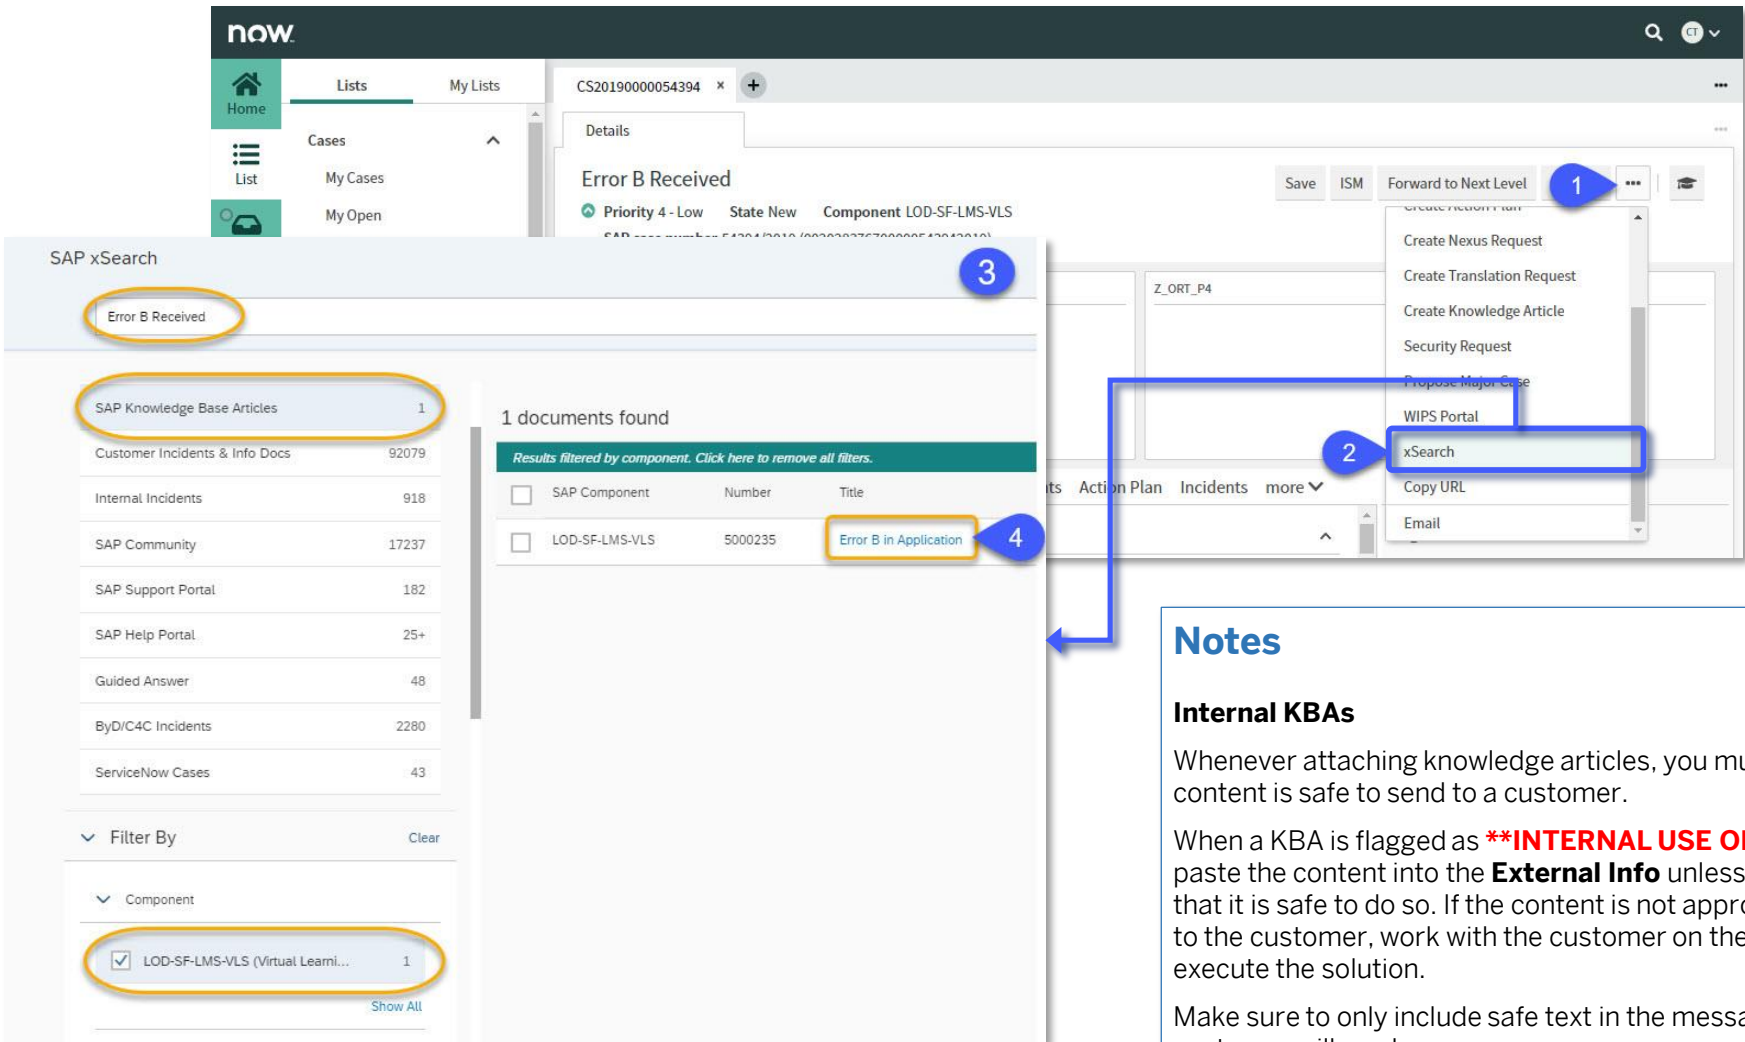 now.
CT
Home
List
Lists
My Lists
Cases
My Cases
My Open
CS20190000054394 × +
Details
Error B Received
Priority 4 - Low State New Component LOD-SF-LMS-VLS
SAP case number
Save
ISM
Forward to Next Level
1
Create Action Plan
Create Nexus Request
Create Translation Request
Create Knowledge Article
Security Request
Propose Major Case
WIPS Portal
2
xSearch
Copy URL
Email
Z_ORT_P4
Action Plan Incidents more
SAP xSearch
3
Error B Received
SAP Knowledge Base Articles 1
Customer Incidents & Info Docs 92079
Internal Incidents 918
SAP Community 17237
SAP Support Portal 182
SAP Help Portal 25+
Guided Answer 48
ByD/C4C Incidents 2280
ServiceNow Cases 43
Filter By Clear
Component
LOD-SF-LMS-VLS (Virtual Learni... 1
Show All
1 documents found
Results filtered by component. Click here to remove all filters.
SAP Component Number Title
LOD-SF-LMS-VLS 5000235 Error B in Application
4
Notes
Internal KBAs
Whenever attaching knowledge articles, you
content is safe to send to a customer.
When a KBA is flagged as **INTERNAL USE
paste the content into the External Info unless
that it is safe to do so. If the content is not
to the customer, work with the customer on the
execute the solution.
Make sure to only include safe text in the